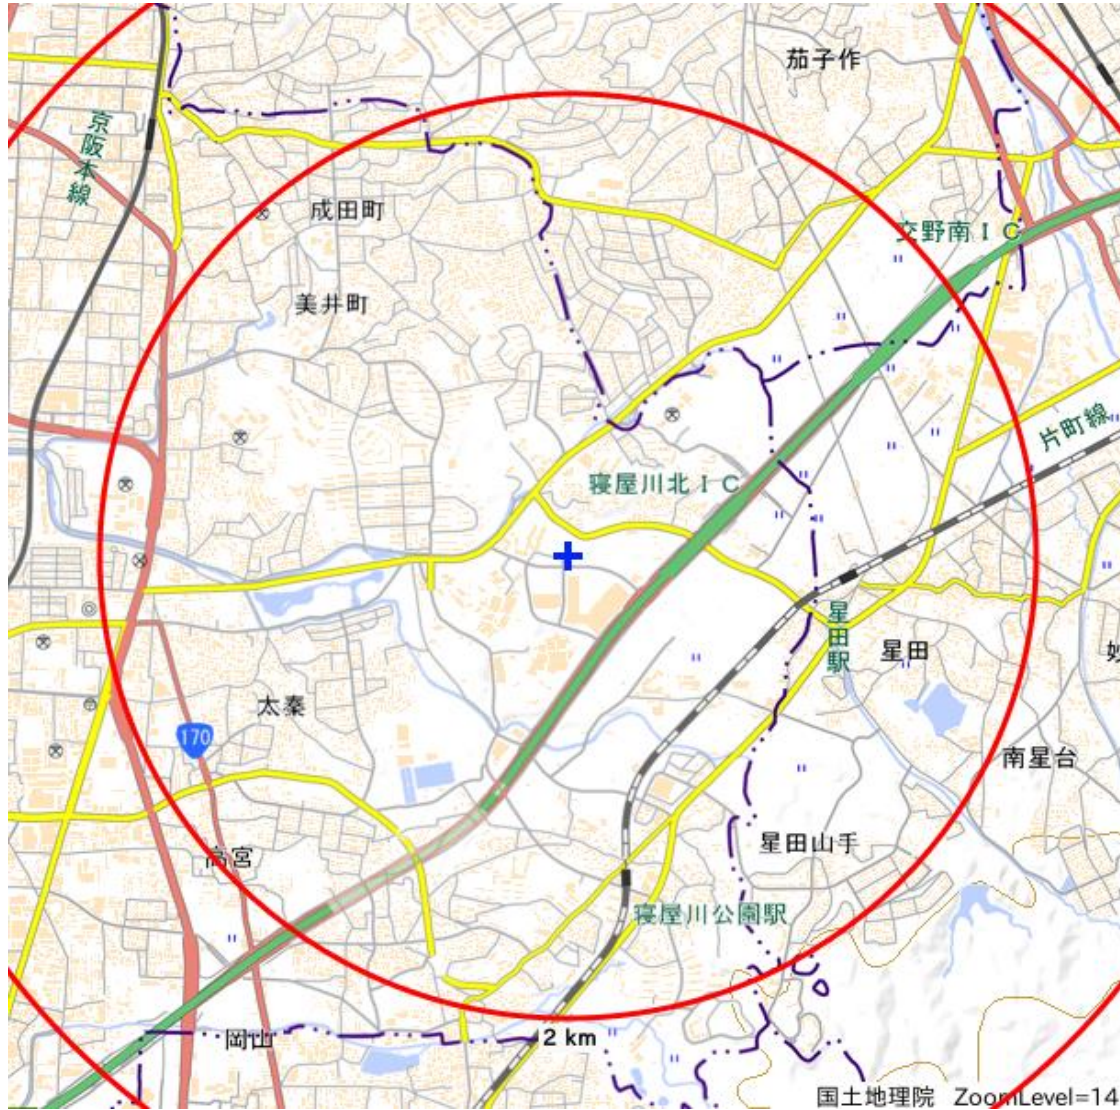 茄子作
京阪本線
成田町
交野南IC
美井町
片町線
寝屋川北IC
星田駅
星田
妙
太秦
170
南星台
星田山手
高宮
寝屋川公園駅
岡山
2 km
国土地理院 ZoomLevel=14